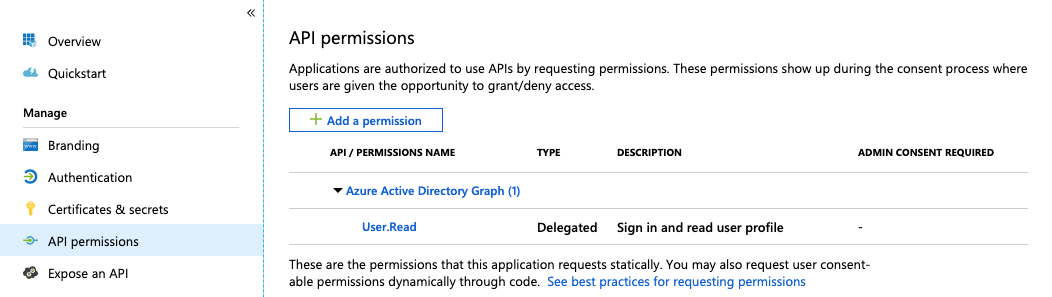 «
Overview
Quickstart
Manage
Branding
Authentication
Certificates & secrets
API permissions
Expose an API
API permissions
Applications are authorized to use APIs by requesting permissions. These permissions show up during the consent process where
users are given the opportunity to grant/deny access.
+ Add a permission
API / PERMISSIONS NAME TYPE DESCRIPTION ADMIN CONSENT REQUIRED
Azure Active Directory Graph (1)
User.Read Delegated Sign in and read user profile -
These are the permissions that this application requests statically. You may also request user consent-
able permissions dynamically through code. See best practices for requesting permissions